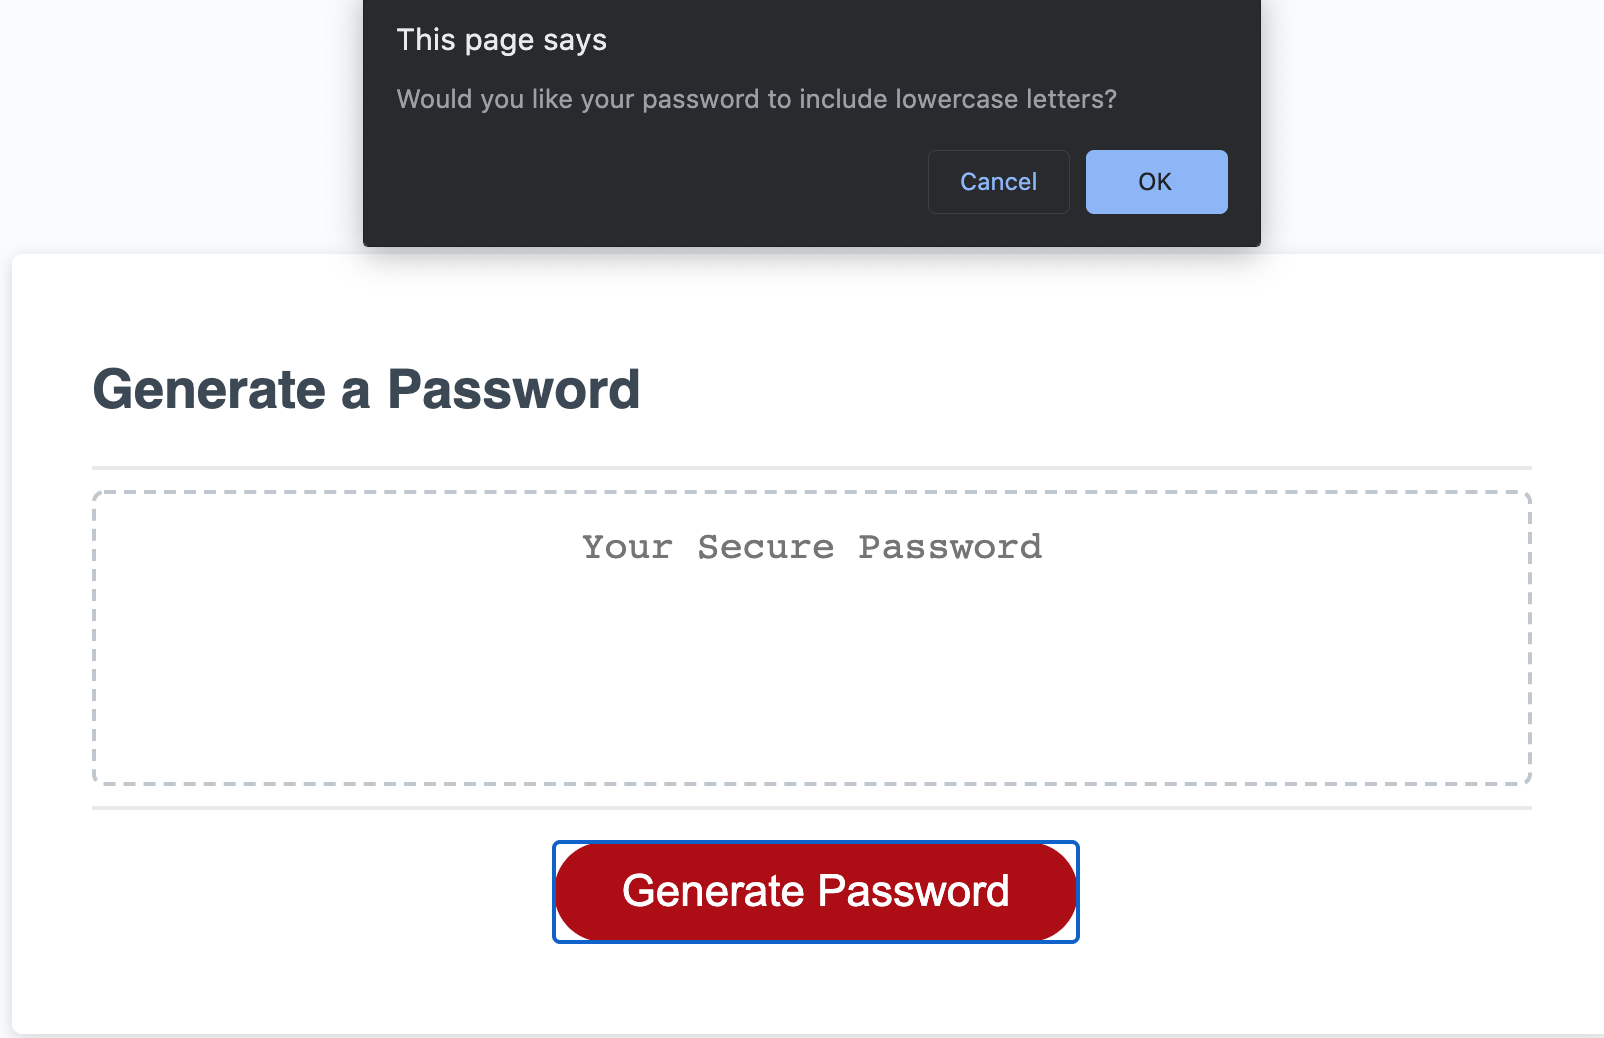 This page says
Would you like your password to include lowercase letters?
Cancel OK
Generate a Password
Your Secure Password
Generate Password